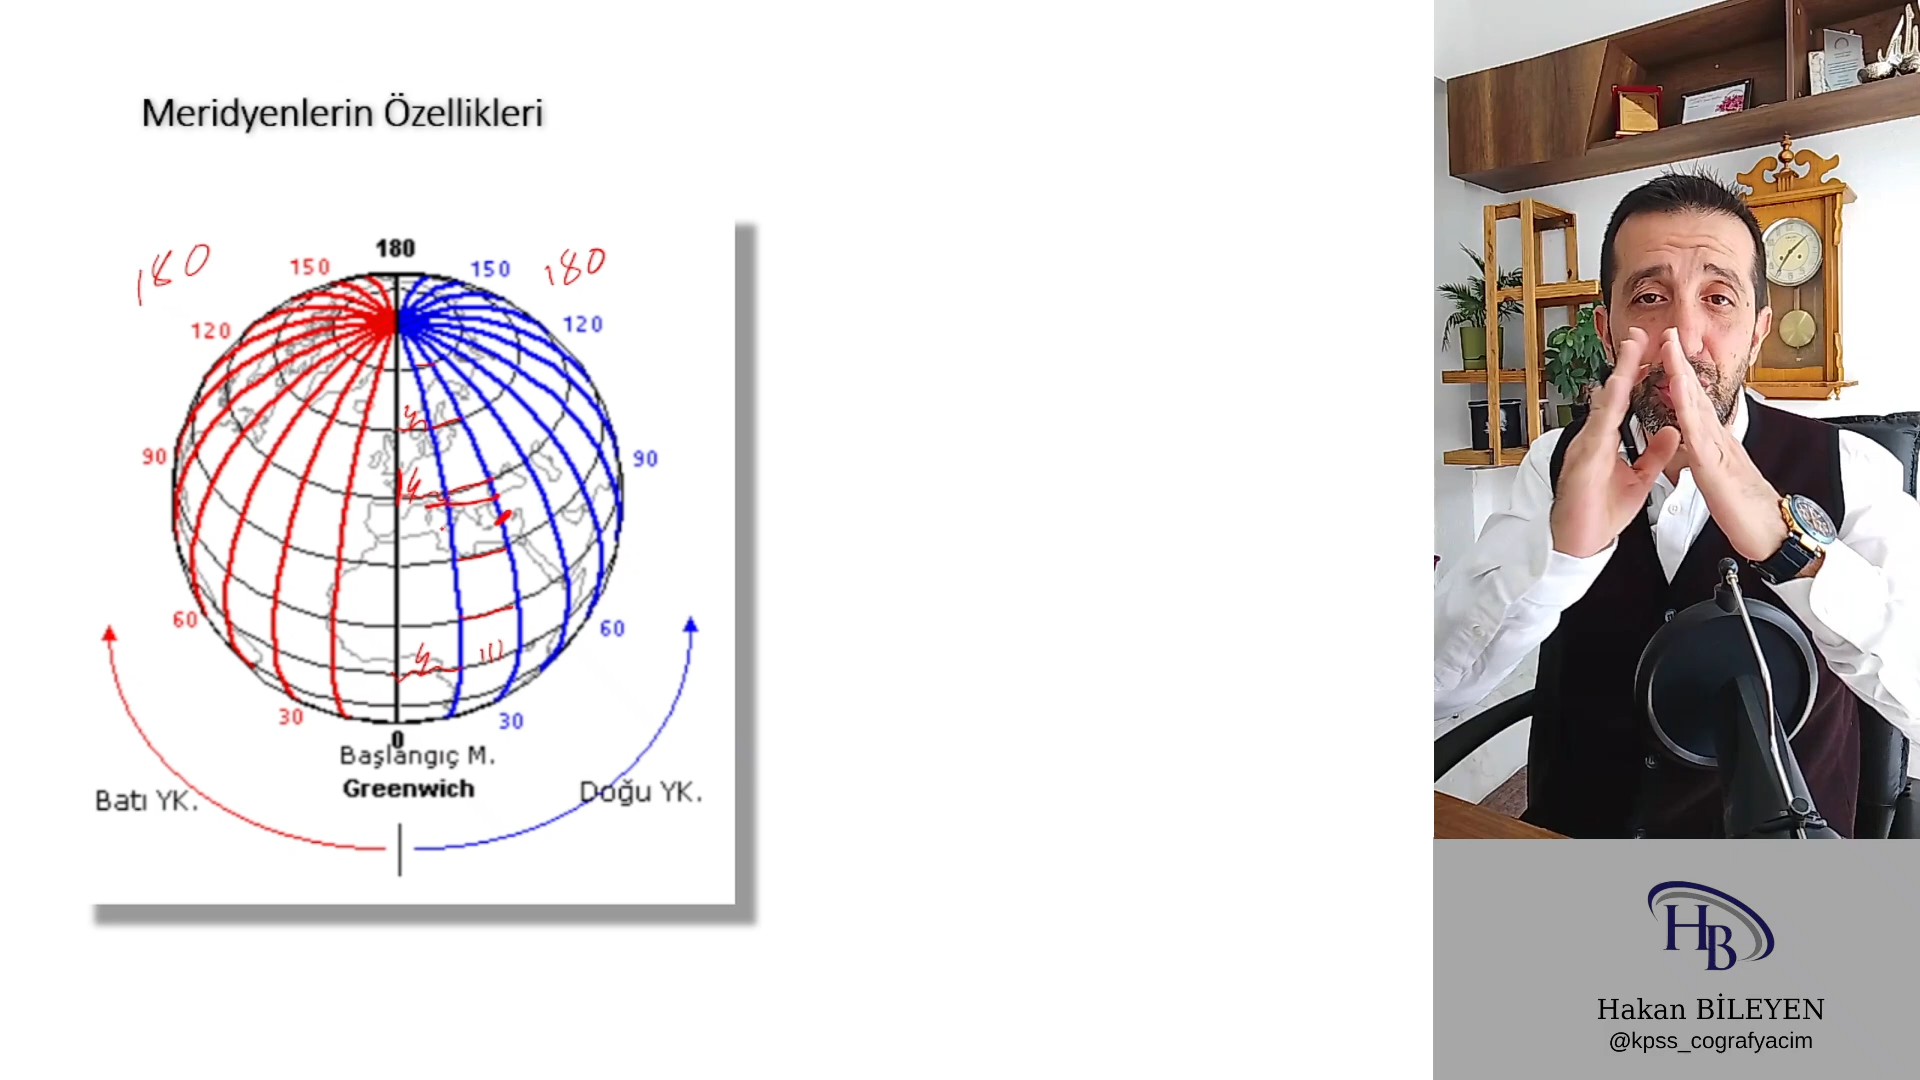 Meridyenlerin Özellikleri
180
180
180
150
150
120
120
90
90
60
60
30
30
0
Başlangıç M.
Greenwich
Batı YK.
Doğu YK.
111
HB
Hakan BİLEYEN
@kpss_cografyacim